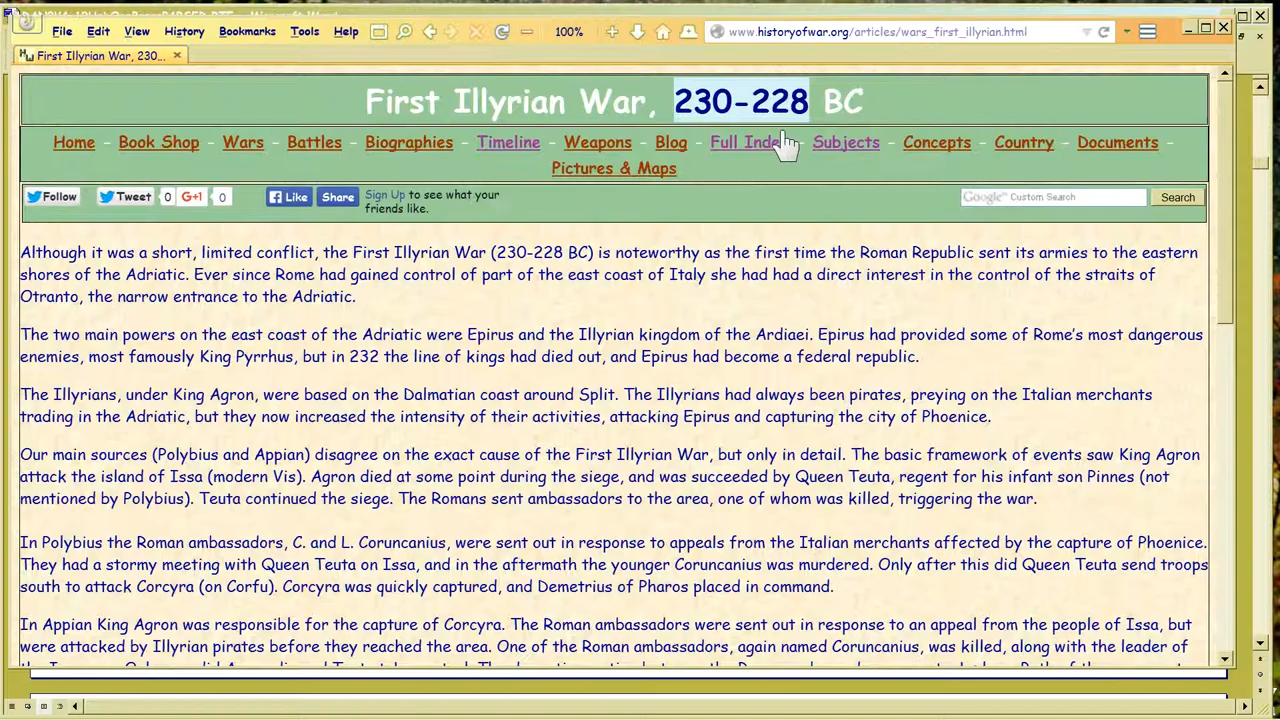 File Edit View History Bookmarks Tools Help 100% www.historyofwar.org/articles/wars_first_illyrian.html
First Illyrian War, 230...
First Illyrian War, 230-228 BC
Home - Book Shop - Wars - Battles - Biographies - Timeline - Weapons - Blog - Full Inde - Subjects - Concepts - Country - Documents -
Pictures & Maps
Follow Tweet 0 G+1 0 Like Share Sign Up to see what your
friends like.
Google™ Custom Search Search
Although it was a short, limited conflict, the First Illyrian War (230-228 BC) is noteworthy as the first time the Roman Republic sent its armies to the eastern
shores of the Adriatic. Ever since Rome had gained control of part of the east coast of Italy she had had a direct interest in the control of the straits of
Otranto, the narrow entrance to the Adriatic.
The two main powers on the east coast of the Adriatic were Epirus and the Illyrian kingdom of the Ardiaei. Epirus had provided some of Rome's most dangerous
enemies, most famously King Pyrrhus, but in 232 the line of kings had died out, and Epirus had become a federal republic.
The Illyrians, under King Agron, were based on the Dalmatian coast around Split. The Illyrians had always been pirates, preying on the Italian merchants
trading in the Adriatic, but they now increased the intensity of their activities, attacking Epirus and capturing the city of Phoenice.
Our main sources (Polybius and Appian) disagree on the exact cause of the First Illyrian War, but only in detail. The basic framework of events saw King Agron
attack the island of Issa (modern Vis). Agron died at some point during the siege, and was succeeded by Queen Teuta, regent for his infant son Pinnes (not
mentioned by Polybius). Teuta continued the siege. The Romans sent ambassadors to the area, one of whom was killed, triggering the war.
In Polybius the Roman ambassadors, C. and L. Coruncanius, were sent out in response to appeals from the Italian merchants affected by the capture of Phoenice.
They had a stormy meeting with Queen Teuta on Issa, and in the aftermath the younger Coruncanius was murdered. Only after this did Queen Teuta send troops
south to attack Corcyra (on Corfu). Corcyra was quickly captured, and Demetrius of Pharos placed in command.
In Appian King Agron was responsible for the capture of Corcyra. The Roman ambassadors were sent out in response to an appeal from the people of Issa, but
were attacked by Illyrian pirates before they reached the area. One of the Roman ambassadors, again named Coruncanius, was killed, along with the leader of